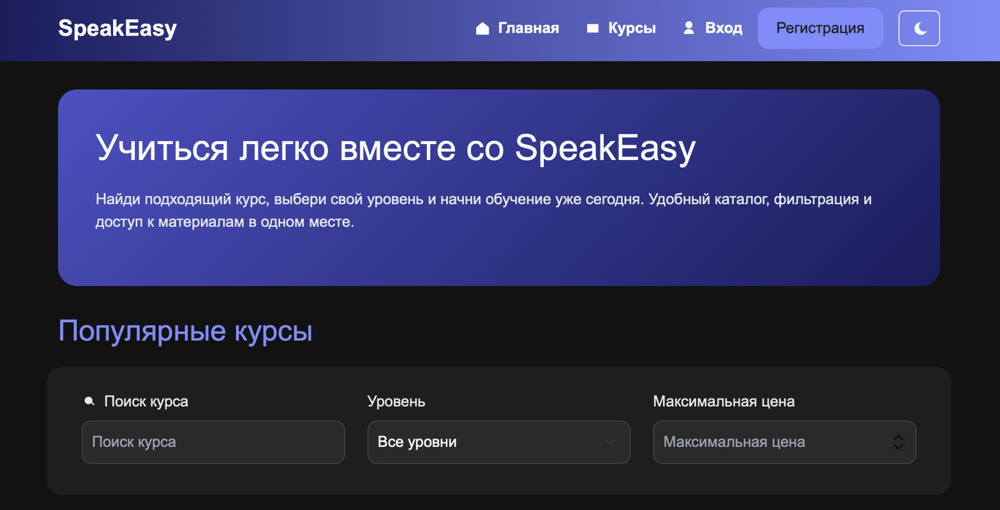 SpeakEasy
Главная
Курсы
Вход
Регистрация
Учиться легко вместе со SpeakEasy
Найди подходящий курс, выбери свой уровень и начни обучение уже сегодня. Удобный каталог, фильтрация и
доступ к материалам в одном месте.
Популярные курсы
Поиск курса
Уровень
Максимальная цена
Поиск курса
Все уровни
Максимальная цена